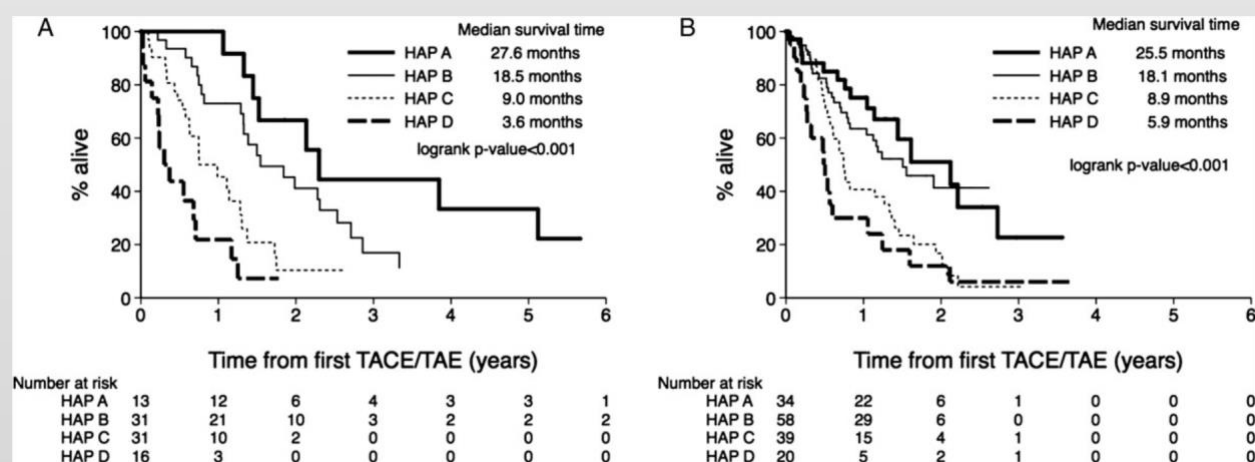 A
Median survival time
HAP A 27.6 months
HAP B 18.5 months
HAP C 9.0 months
HAP D 3.6 months
logrank p-value<0.001
% alive
100
80
60
40
20
0
0 1 2 3 4 5 6
Time from first TACE/TAE (years)
Number at risk
HAP A 13 12 6 4 3 3 1
HAP B 31 21 10 3 2 2 2
HAP C 31 10 2 0 0 0 0
HAP D 16 3 0 0 0 0 0
B
Median survival time
HAP A 25.5 months
HAP B 18.1 months
HAP C 8.9 months
HAP D 5.9 months
logrank p-value<0.001
% alive
100
80
60
40
20
0
0 1 2 3 4 5 6
Time from first TACE/TAE (years)
Number at risk
HAP A 34 22 6 1 0 0 0
HAP B 58 29 6 0 0 0 0
HAP C 39 15 4 1 0 0 0
HAP D 20 5 2 1 0 0 0